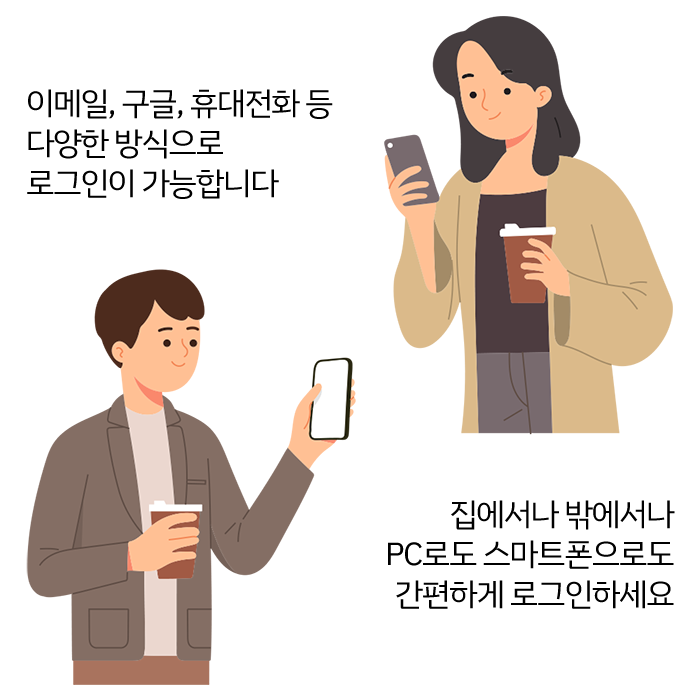 이메일, 구글, 휴대전화 등
다양한 방식으로
로그인이 가능합니다
집에서나 밖에서나
PC로도 스마트폰으로도
간편하게 로그인하세요